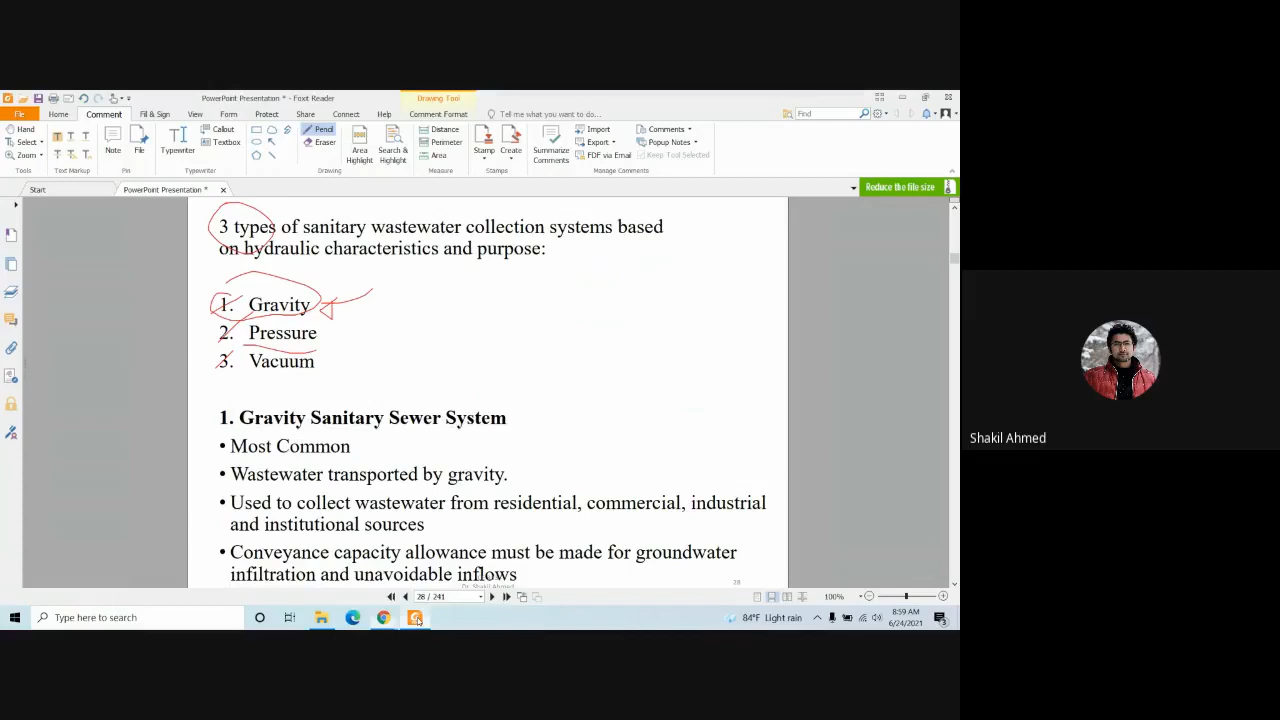 PowerPoint Presentation * - Foxit Reader
Drawing Tool
File Home Comment Fill & Sign View Form Protect Share Connect Help Comment Format Tell me what you want to do... Find
Hand
Select
Zoom
Tools
Text Markup
Note
File
Pin
Typewriter
Callout
Textbox
Typewriter
Pencil
Eraser
Area Highlight
Search & Highlight
Drawing
Distance
Perimeter
Area
Measure
Stamp
Create
Stamps
Summarize Comments
Import
Export
FDF via Email
Comments
Popup Notes
Keep Tool Selected
Manage Comments
Start
PowerPoint Presentation *
Reduce the file size
3 types of sanitary wastewater collection systems based
on hydraulic characteristics and purpose:
1. Gravity
2. Pressure
3. Vacuum
1. Gravity Sanitary Sewer System
• Most Common
• Wastewater transported by gravity.
• Used to collect wastewater from residential, commercial, industrial
and institutional sources
• Conveyance capacity allowance must be made for groundwater
infiltration and unavoidable inflows
Dr. Shakil Ahmed
28
28 / 241
100%
Type here to search
84°F Light rain
8:59 AM
6/24/2021
3
Shakil Ahmed